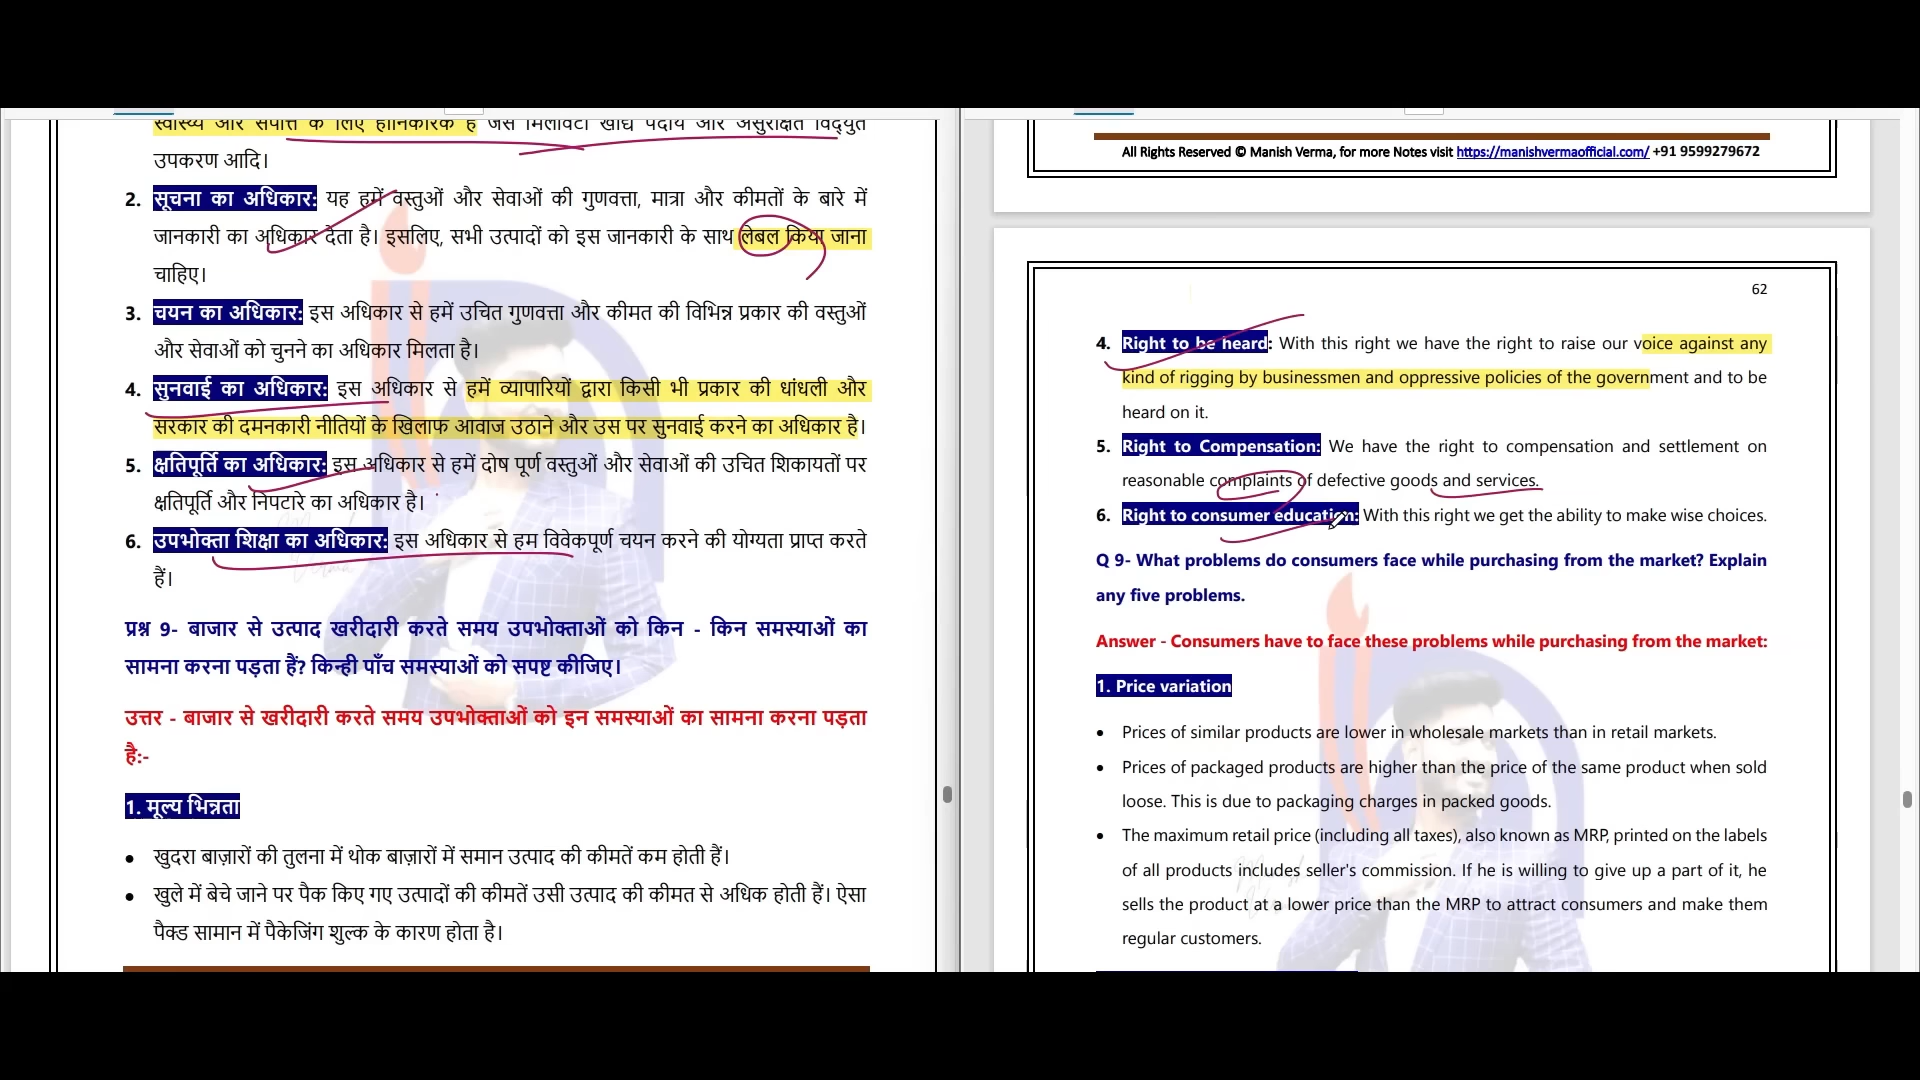 स्वास्थ्य और संपत्ति के लिए हानिकारक है जैसे मिलावटी खाद्य पदार्थ और असुरक्षित विद्युत
उपकरण आदि।
2. सूचना का अधिकार: यह हमें वस्तुओं और सेवाओं की गुणवत्ता, मात्रा और कीमतों के बारे में
जानकारी का अधिकार देता है। इसलिए, सभी उत्पादों को इस जानकारी के साथ लेबल किया जाना
चाहिए।
3. चयन का अधिकार: इस अधिकार से हमें उचित गुणवत्ता और कीमत की विभिन्न प्रकार की वस्तुओं
और सेवाओं को चुनने का अधिकार मिलता है।
4. सुनवाई का अधिकार: इस अधिकार से हमें व्यापारियों द्वारा किसी भी प्रकार की धांधली और
सरकार की दमनकारी नीतियों के खिलाफ आवाज उठाने और उस पर सुनवाई करने का अधिकार है।
5. क्षतिपूर्ति का अधिकार: इस अधिकार से हमें दोष पूर्ण वस्तुओं और सेवाओं की उचित शिकायतों पर
क्षतिपूर्ति और निपटारे का अधिकार है।
6. उपभोक्ता शिक्षा का अधिकार: इस अधिकार से हम विवेकपूर्ण चयन करने की योग्यता प्राप्त करते
हैं।
प्रश्न 9- बाजार से उत्पाद खरीदारी करते समय उपभोक्ताओं को किन - किन समस्याओं का
सामना करना पड़ता हैं? किन्ही पाँच समस्याओं को सपष्ट कीजिए।
उत्तर - बाजार से खरीदारी करते समय उपभोक्ताओं को इन समस्याओं का सामना करना पड़ता
है:-
1. मूल्य भिन्नता
• खुदरा बाज़ारों की तुलना में थोक बाज़ारों में समान उत्पाद की कीमतें कम होती हैं।
• खुले में बेचे जाने पर पैक किए गए उत्पादों की कीमतें उसी उत्पाद की कीमत से अधिक होती हैं। ऐसा
पैक्ड सामान में पैकेजिंग शुल्क के कारण होता है।
All Rights Reserved © Manish Verma, for more Notes visit https://manishvermaofficial.com/ +91 9599279672
62
4. Right to be heard: With this right we have the right to raise our voice against any
kind of rigging by businessmen and oppressive policies of the government and to be
heard on it.
5. Right to Compensation: We have the right to compensation and settlement on
reasonable complaints of defective goods and services.
6. Right to consumer education: With this right we get the ability to make wise choices.
Q 9- What problems do consumers face while purchasing from the market? Explain
any five problems.
Answer - Consumers have to face these problems while purchasing from the market:
1. Price variation
• Prices of similar products are lower in wholesale markets than in retail markets.
• Prices of packaged products are higher than the price of the same product when sold
loose. This is due to packaging charges in packed goods.
• The maximum retail price (including all taxes), also known as MRP, printed on the labels
of all products includes seller's commission. If he is willing to give up a part of it, he
sells the product at a lower price than the MRP to attract consumers and make them
regular customers.